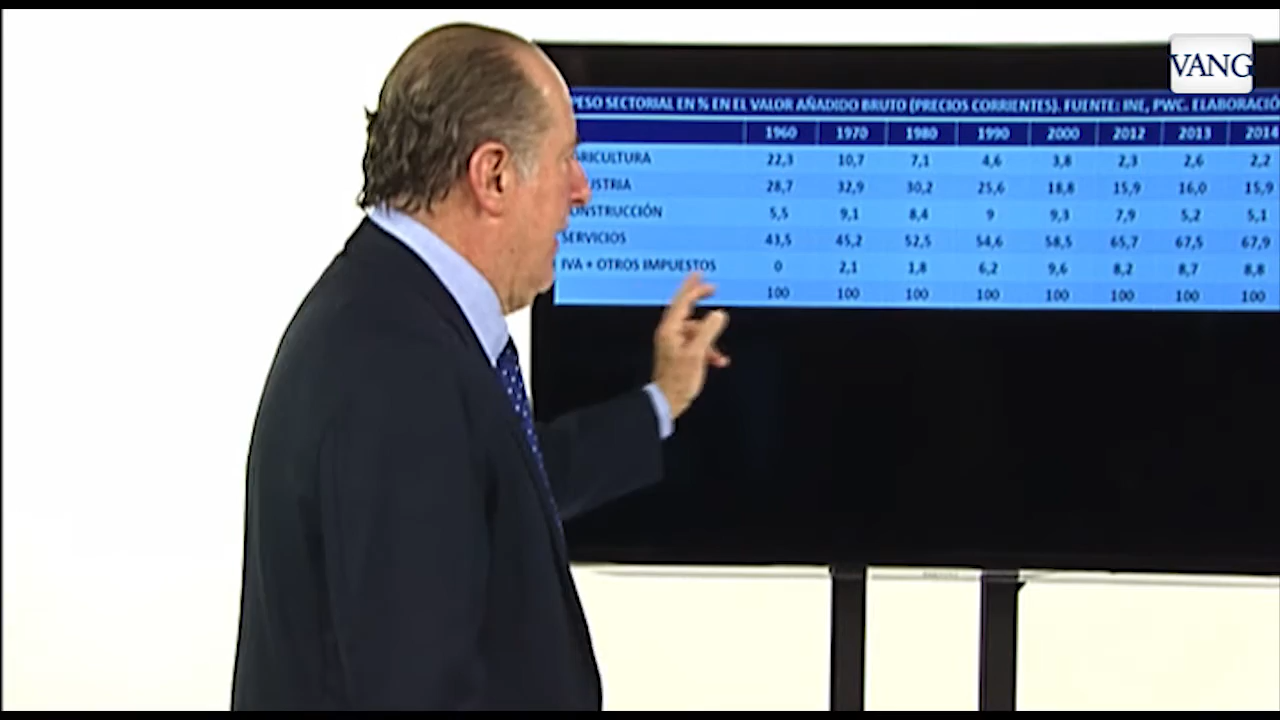 VANG
PESO SECTORIAL EN % EN EL VALOR AÑADIDO BRUTO (PRECIOS CORRIENTES). FUENTE: INE, PWC. ELABORACIÓ
1960 1970 1980 1990 2000 2012 2013 2014
RICULTURA 22,3 10,7 7,1 4,6 3,8 2,3 2,6 2,2
USTRIA 28,7 32,9 30,2 25,6 18,8 15,9 16,0 15,9
ONSTRUCCIÓN 5,5 9,1 8,4 9 9,3 7,9 5,2 5,1
SERVICIOS 43,5 45,2 52,5 54,6 58,5 65,7 67,5 67,9
IVA + OTROS IMPUESTOS 0 2,1 1,8 6,2 9,6 8,2 8,7 8,8
100 100 100 100 100 100 100 100